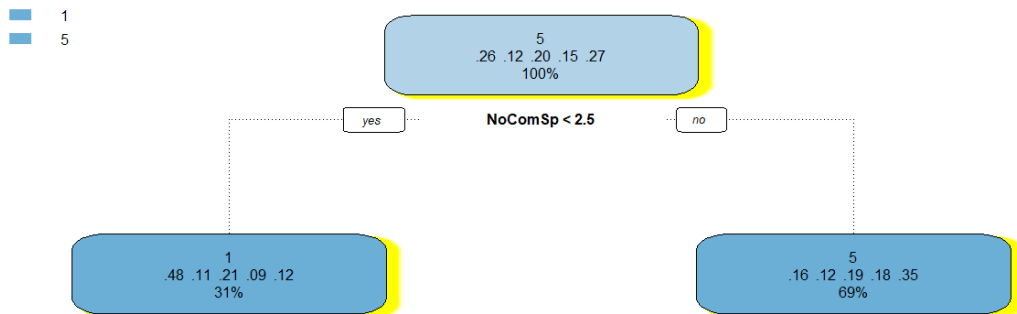 1
5
5
.26 .12 .20 .15 .27
100%
yes
NoComSp < 2.5
no
1
.48 .11 .21 .09 .12
31%
5
.16 .12 .19 .18 .35
69%